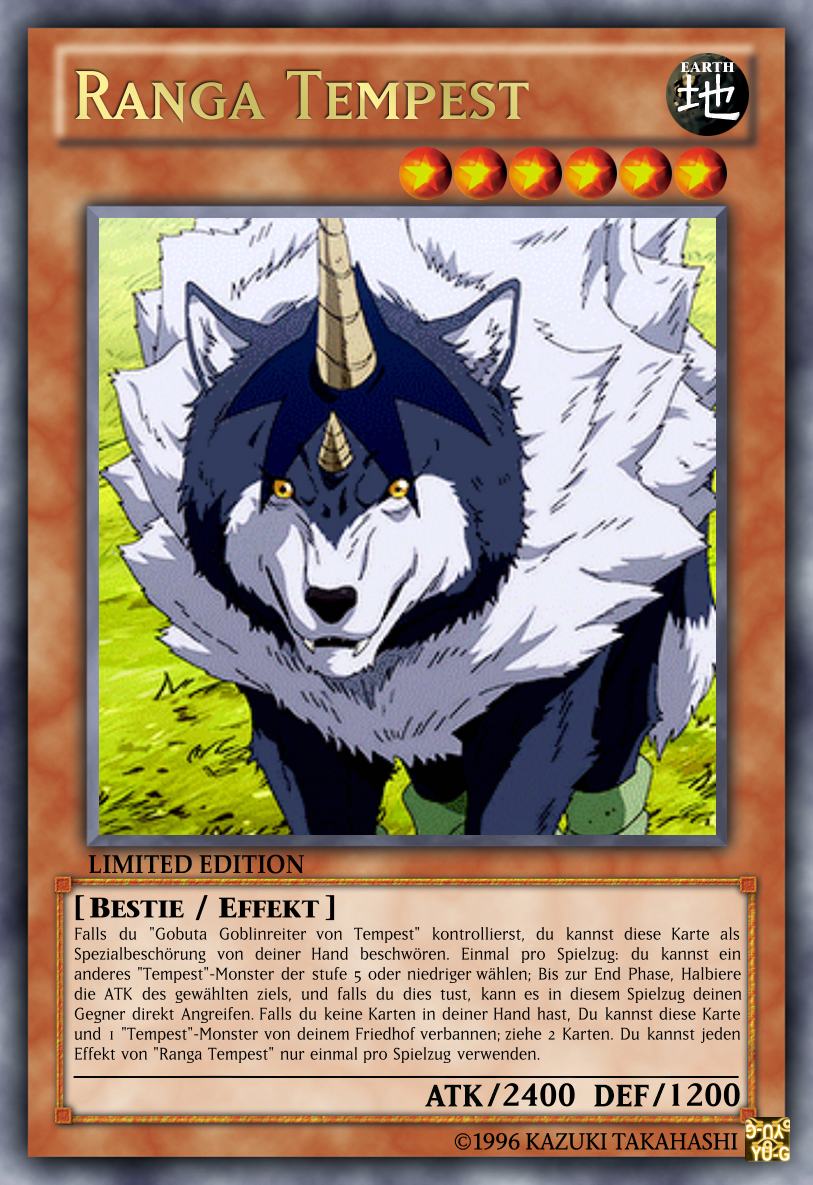 Ranga Tempest
EARTH
地
LIMITED EDITION
[ Bestie / Effekt ]
Falls du "Gobuta Goblinreiter von Tempest" kontrollierst, du kannst diese Karte als
Spezialbeschörung von deiner Hand beschwören. Einmal pro Spielzug: du kannst ein
anderes "Tempest"-Monster der stufe 5 oder niedriger wählen; Bis zur End Phase, Halbiere
die ATK des gewählten ziels, und falls du dies tust, kann es in diesem Spielzug deinen
Gegner direkt Angreifen. Falls du keine Karten in deiner Hand hast, Du kannst diese Karte
und 1 "Tempest"-Monster von deinem Friedhof verbannen; ziehe 2 Karten. Du kannst jeden
Effekt von "Ranga Tempest" nur einmal pro Spielzug verwenden.
ATK/2400 DEF/1200
©1996 KAZUKI TAKAHASHI